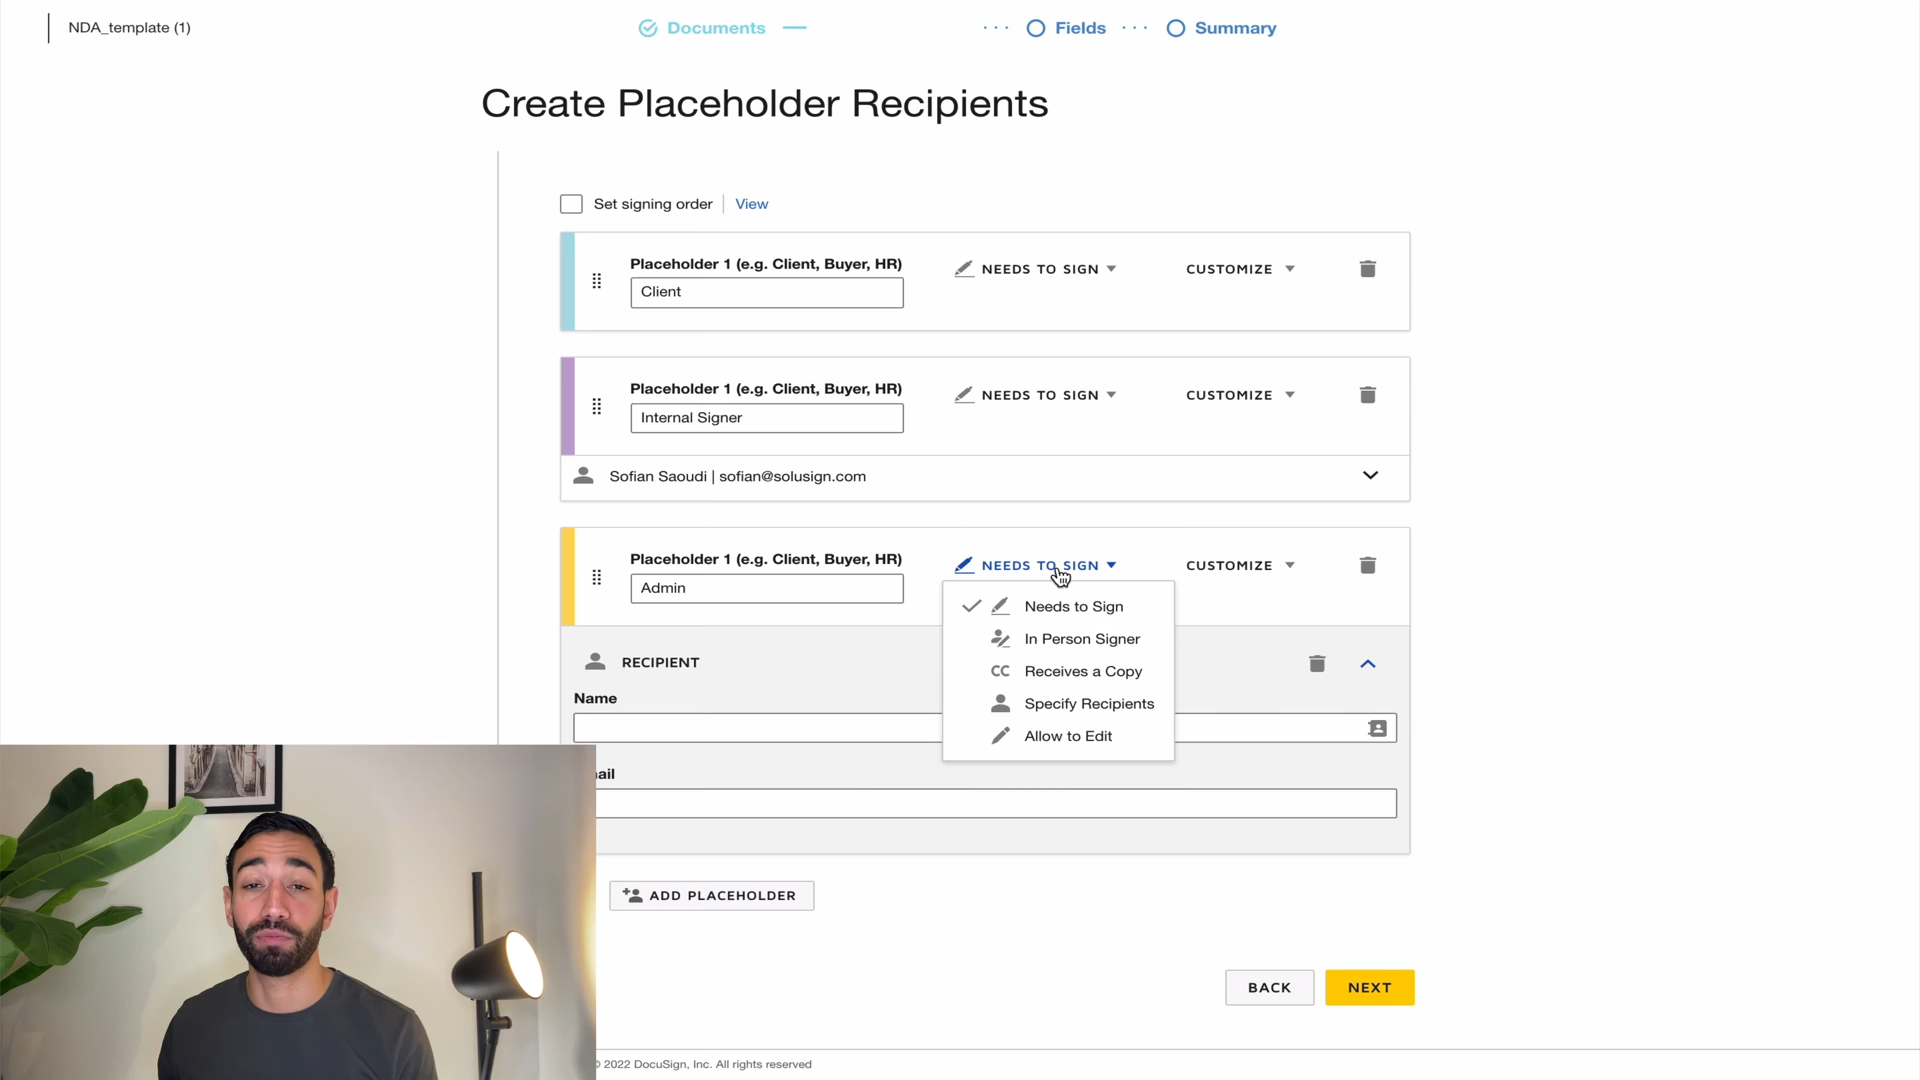 NDA_template (1)
Documents
Fields
Summary
Create Placeholder Recipients
Set signing order
View
Placeholder 1 (e.g. Client, Buyer, HR)
Client
NEEDS TO SIGN
CUSTOMIZE
Placeholder 1 (e.g. Client, Buyer, HR)
Internal Signer
NEEDS TO SIGN
CUSTOMIZE
Sofian Saoudi | sofian@solusign.com
Placeholder 1 (e.g. Client, Buyer, HR)
Admin
NEEDS TO SIGN
CUSTOMIZE
Needs to Sign
In Person Signer
CC Receives a Copy
Specify Recipients
Allow to Edit
RECIPIENT
Name
ail
ADD PLACEHOLDER
BACK
NEXT
© 2022 DocuSign, Inc. All rights reserved